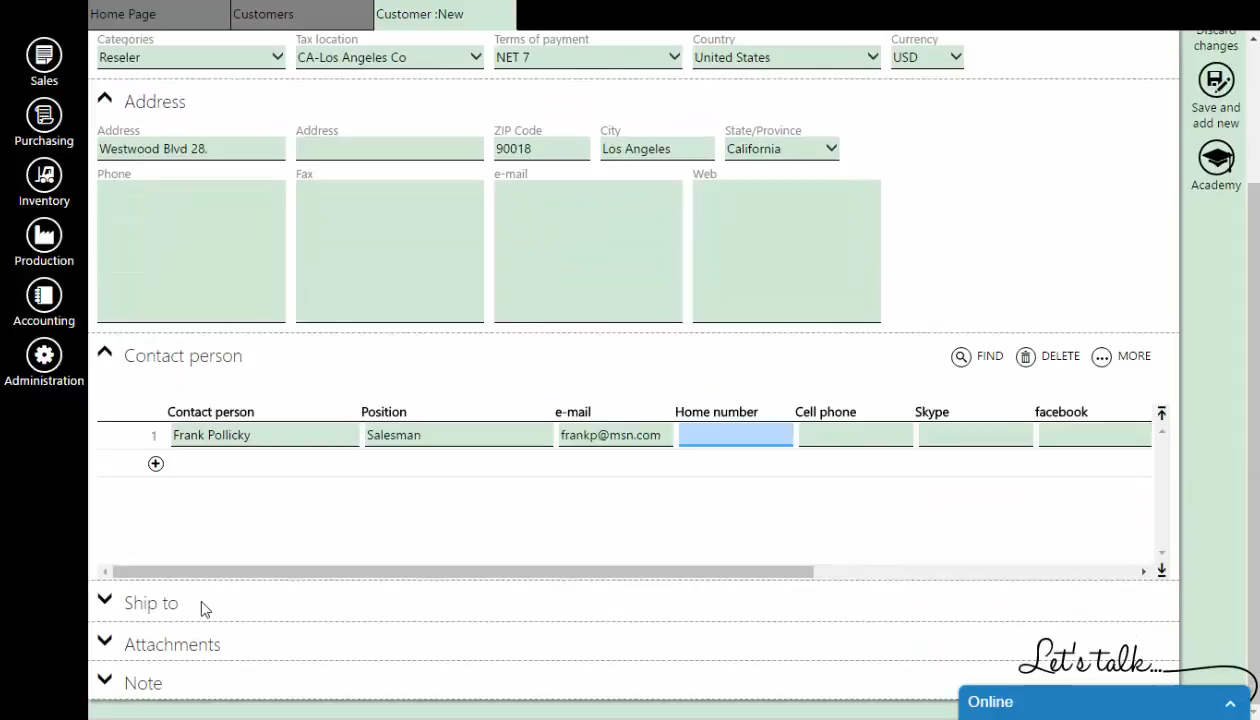 Home Page
Customers
Customer :New
Discard
changes
Save and
add new
Academy
Sales
Purchasing
Inventory
Production
Accounting
Administration
Categories
Tax location
Terms of payment
Country
Currency
Reseler
CA-Los Angeles Co
NET 7
United States
USD
Address
Address
Address
ZIP Code
City
State/Province
Westwood Blvd 28.
90018
Los Angeles
California
Phone
Fax
e-mail
Web
Contact person
FIND
DELETE
MORE
Contact person
Position
e-mail
Home number
Cell phone
Skype
facebook
1
Frank Pollicky
Salesman
frankp@msn.com
Ship to
Attachments
Note
Let's talk...
Online